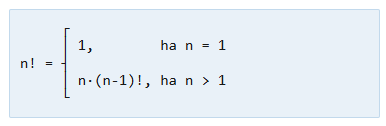 1, ha n = 1
n! =
n·(n-1)!, ha n > 1